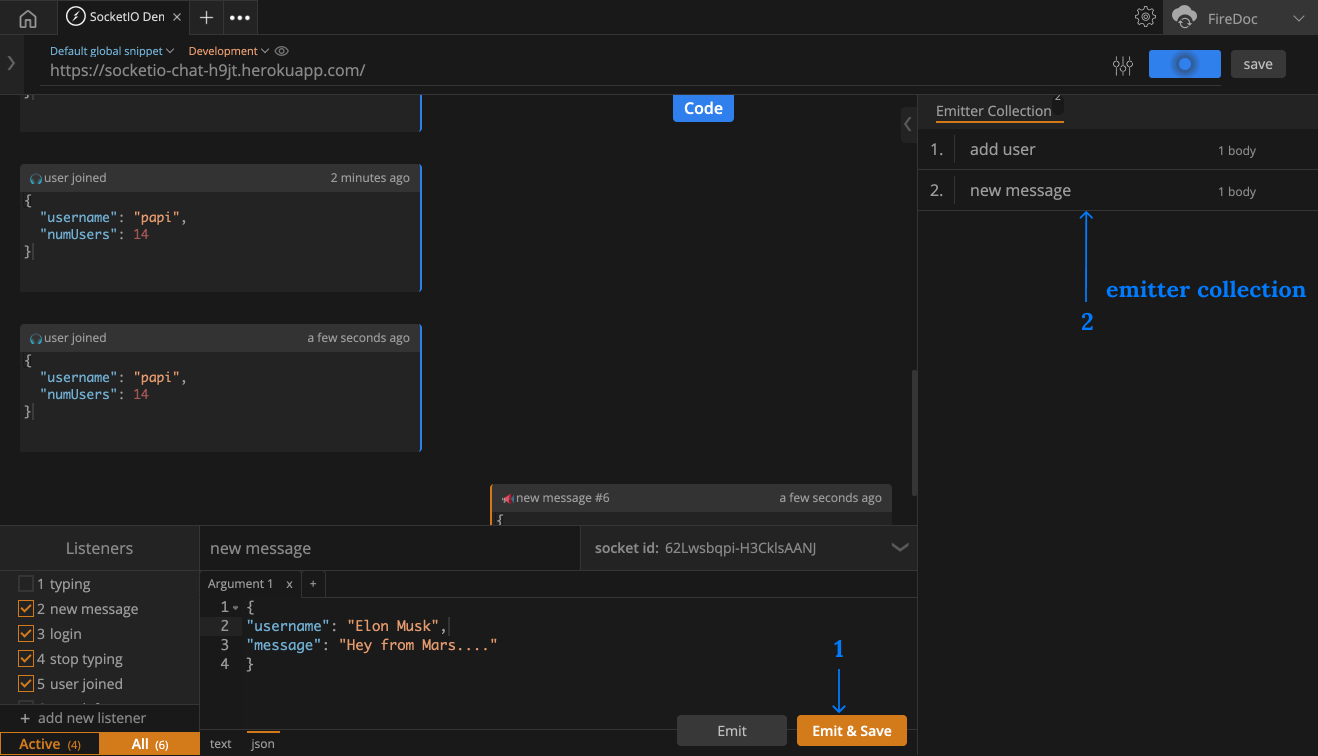 SocketIO Den
FireDoc
Default global snippet Development
https://socketio-chat-h9jt.herokuapp.com/
save
}
Code
Emitter Collection 2
1. add user 1 body
2. new message 1 body
emitter collection
2
user joined 2 minutes ago
{
"username": "papi",
"numUsers": 14
}
user joined a few seconds ago
{
"username": "papi",
"numUsers": 14
}
new message #6 a few seconds ago
{
Listeners
new message
socket id: 62Lwsbqpi-H3CklsAANJ
1 typing
2 new message
3 login
4 stop typing
5 user joined
+ add new listener
Active (4) All (6)
Argument 1 x +
1 {
2 "username": "Elon Musk",
3 "message": "Hey from Mars...."
4 }
1
Emit Emit & Save
text json